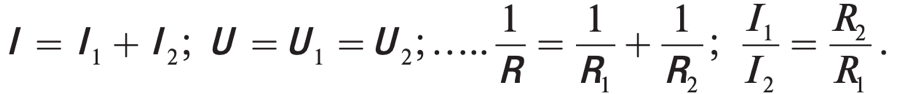 I = I₁ + I₂; U = U₁ = U₂;..... 1/R = 1/R₁ + 1/R₂; I₁/I₂ = R₂/R₁.